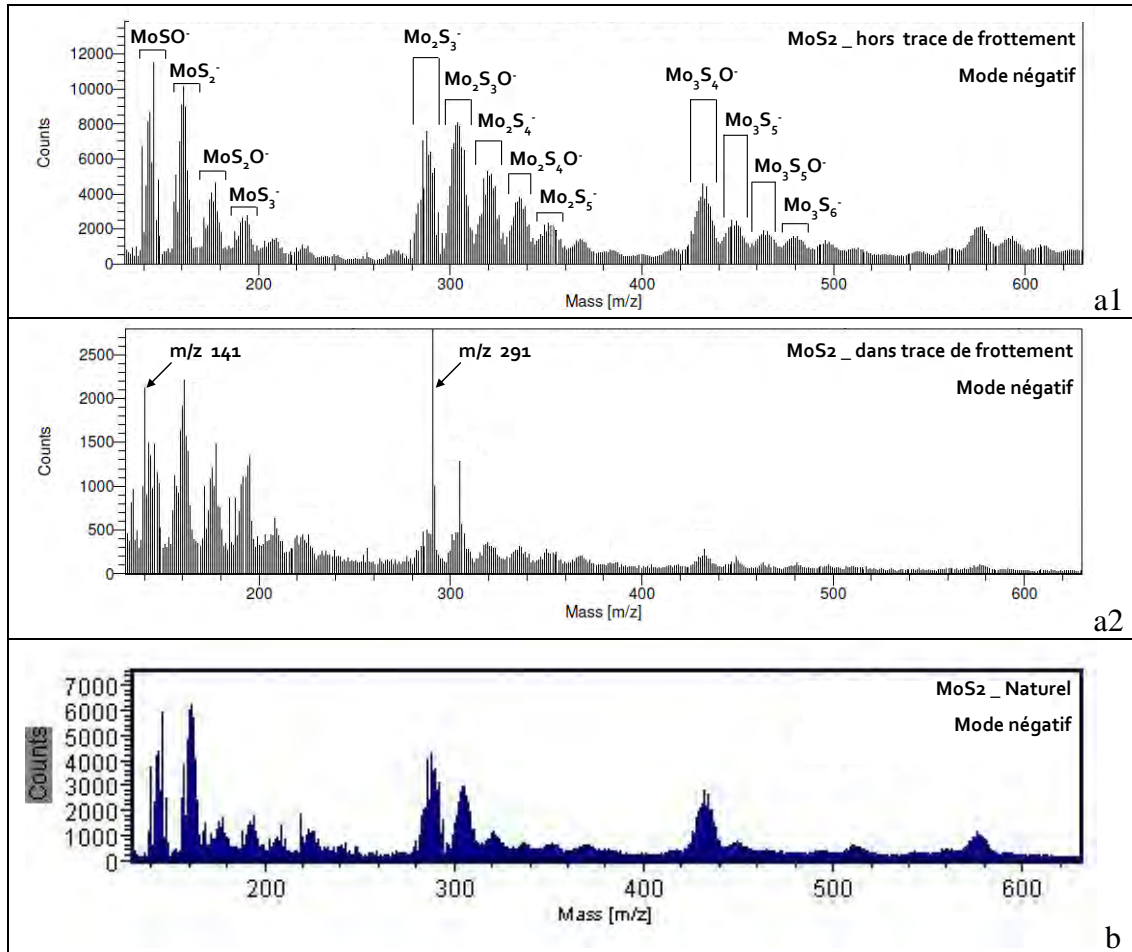 MoSO⁻
MoS₂⁻
MoS₂O⁻
MoS₃⁻
Mo₂S₃⁻
Mo₂S₃O⁻
Mo₂S₄⁻
Mo₂S₄O⁻
Mo₂S₅⁻
Mo₃S₄O⁻
Mo₃S₅⁻
Mo₃S₅O⁻
Mo₃S₆⁻
MoS2 _ hors trace de frottement
Mode négatif
Counts
12000
10000
8000
6000
4000
2000
0
200 300 400 500 600
Mass [m/z]
a1
m/z 141
m/z 291
MoS2 _ dans trace de frottement
Mode négatif
Counts
2500
2000
1500
1000
500
0
200 300 400 500 600
Mass [m/z]
a2
MoS2 _ Naturel
Mode négatif
Counts
7000
6000
5000
4000
3000
2000
1000
0
200 300 400 500 600
Mass [m/z]
b